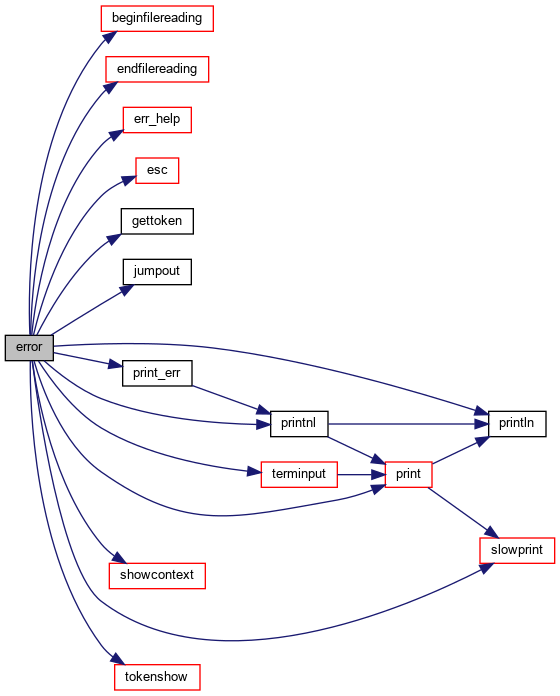 beginfilereading
endfilereading
err_help
esc
gettoken
jumpout
error
print_err
printnl
println
terminput
print
slowprint
showcontext
tokenshow